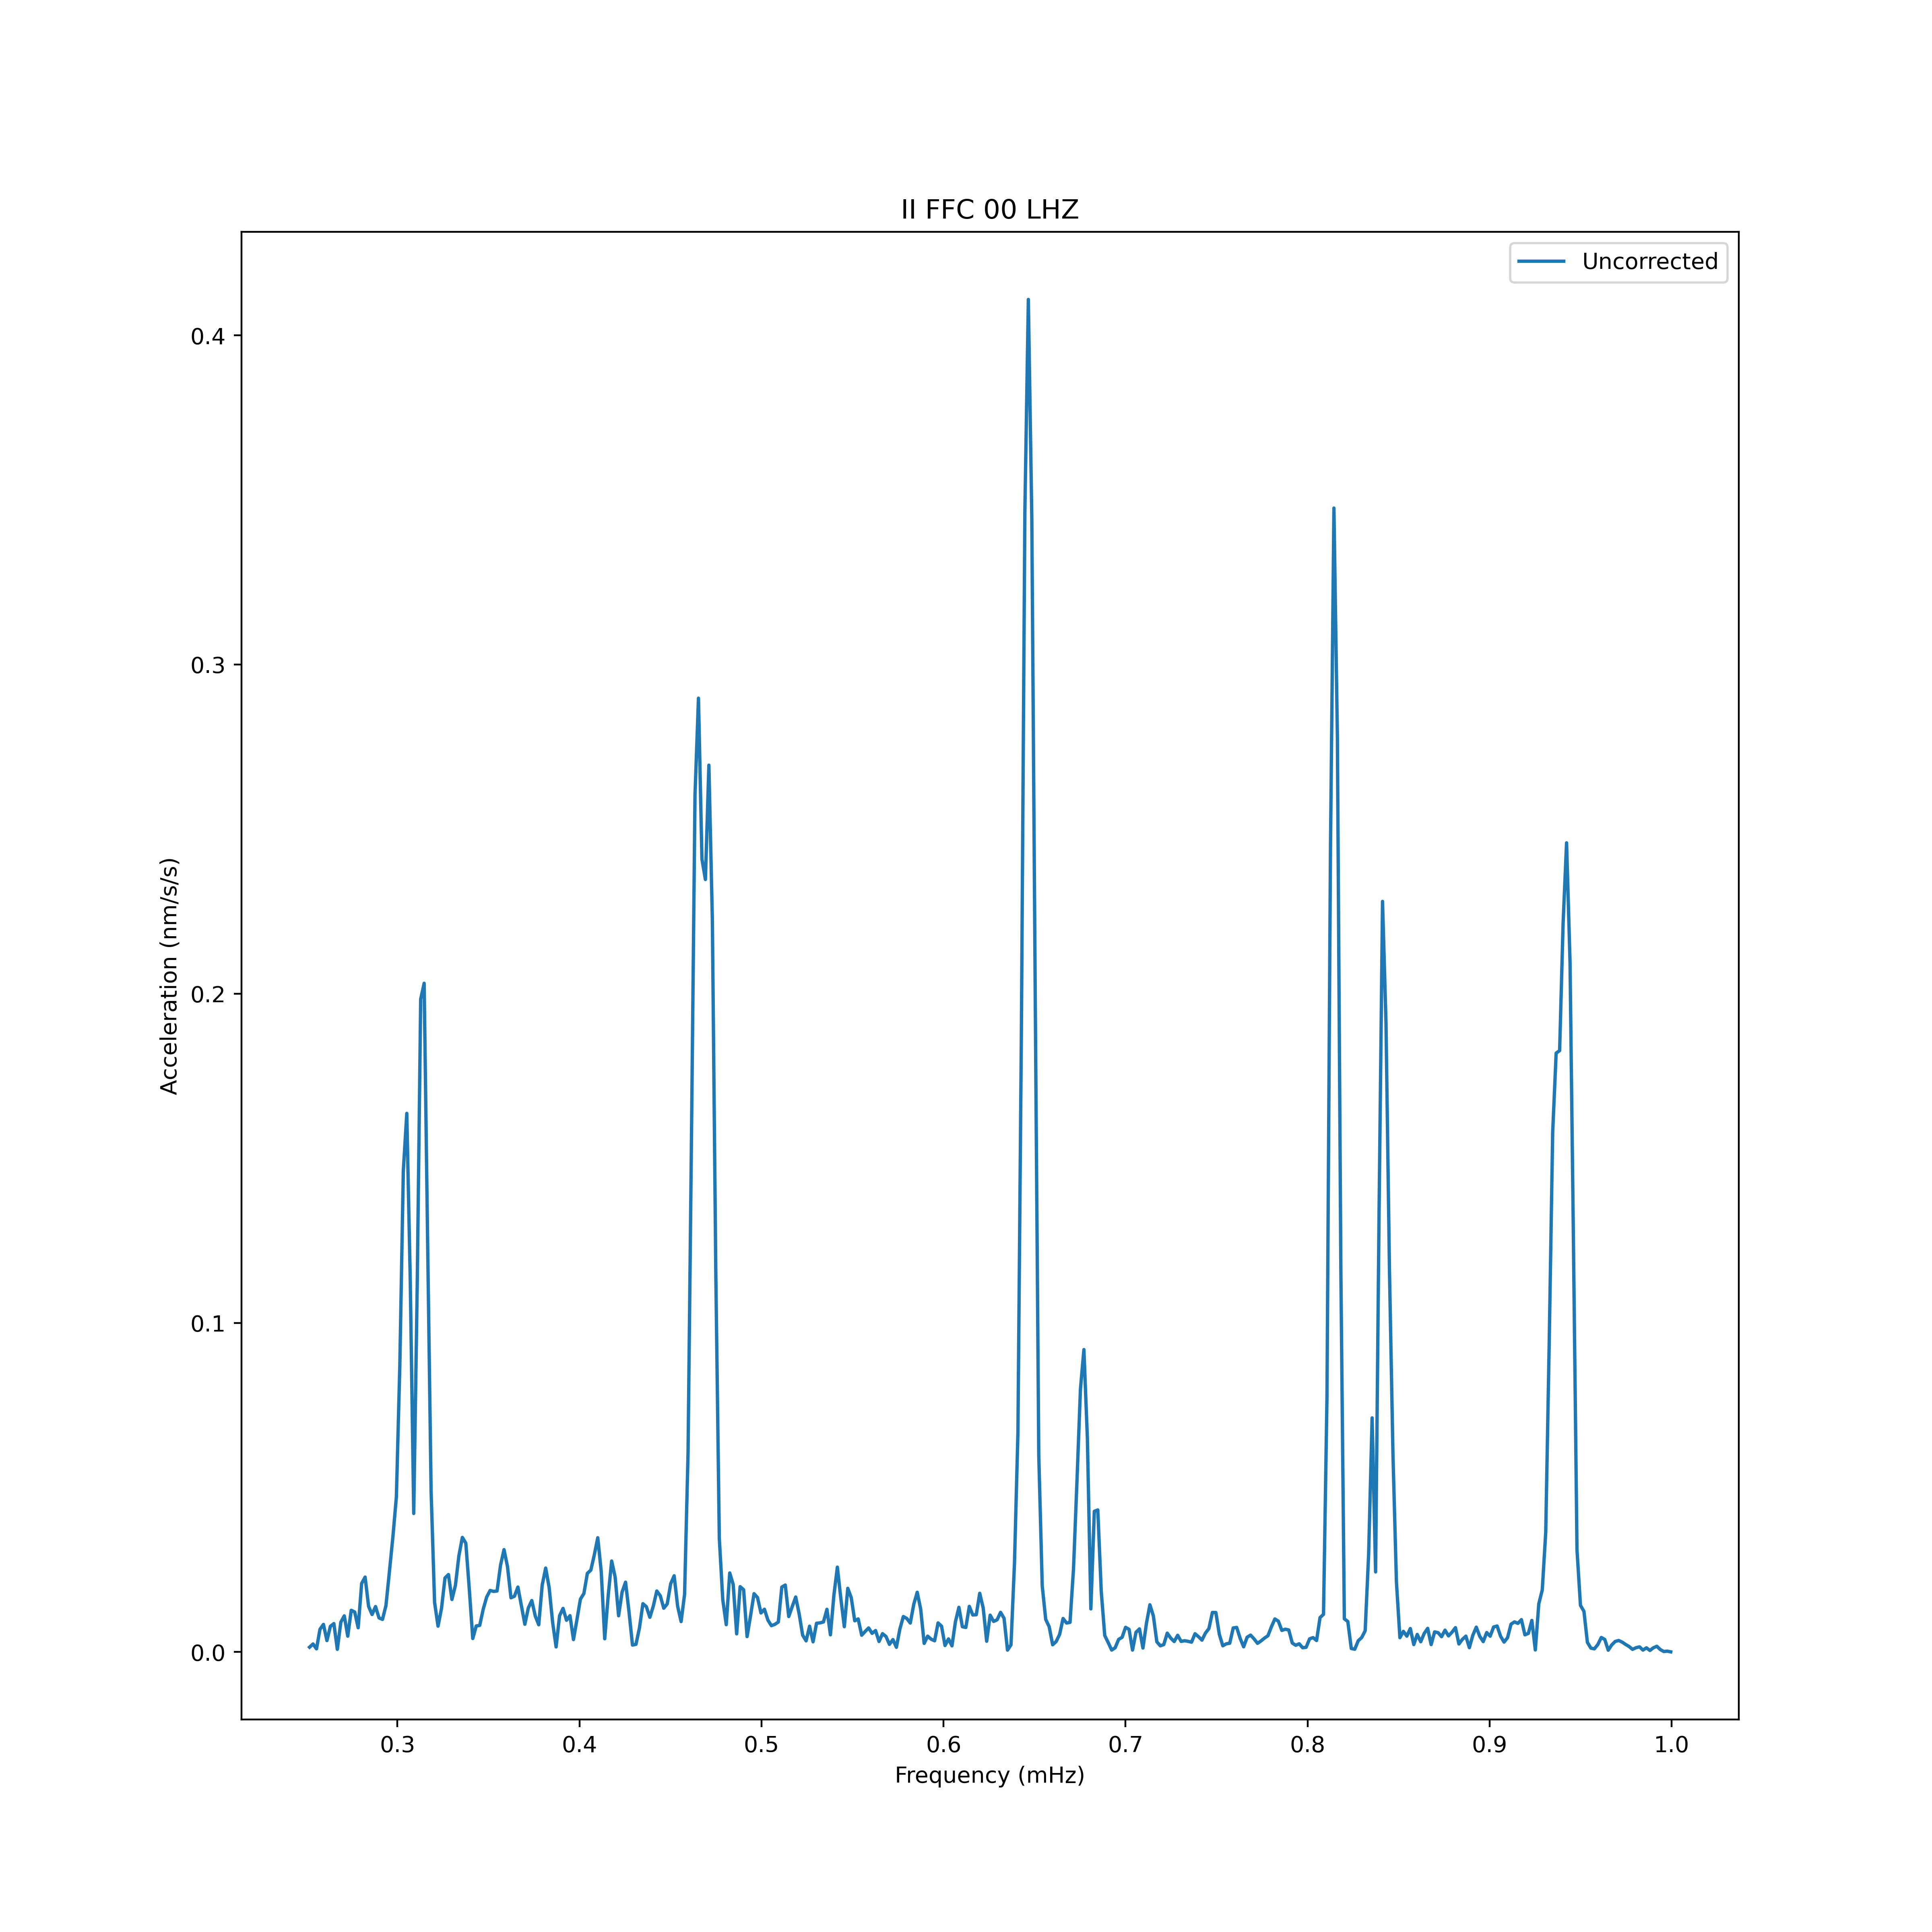 II FFC 00 LHZ
Uncorrected
0.4
0.3
0.2
0.1
0.0
Acceleration (nm/s/s)
0.3 0.4 0.5 0.6 0.7 0.8 0.9 1.0
Frequency (mHz)